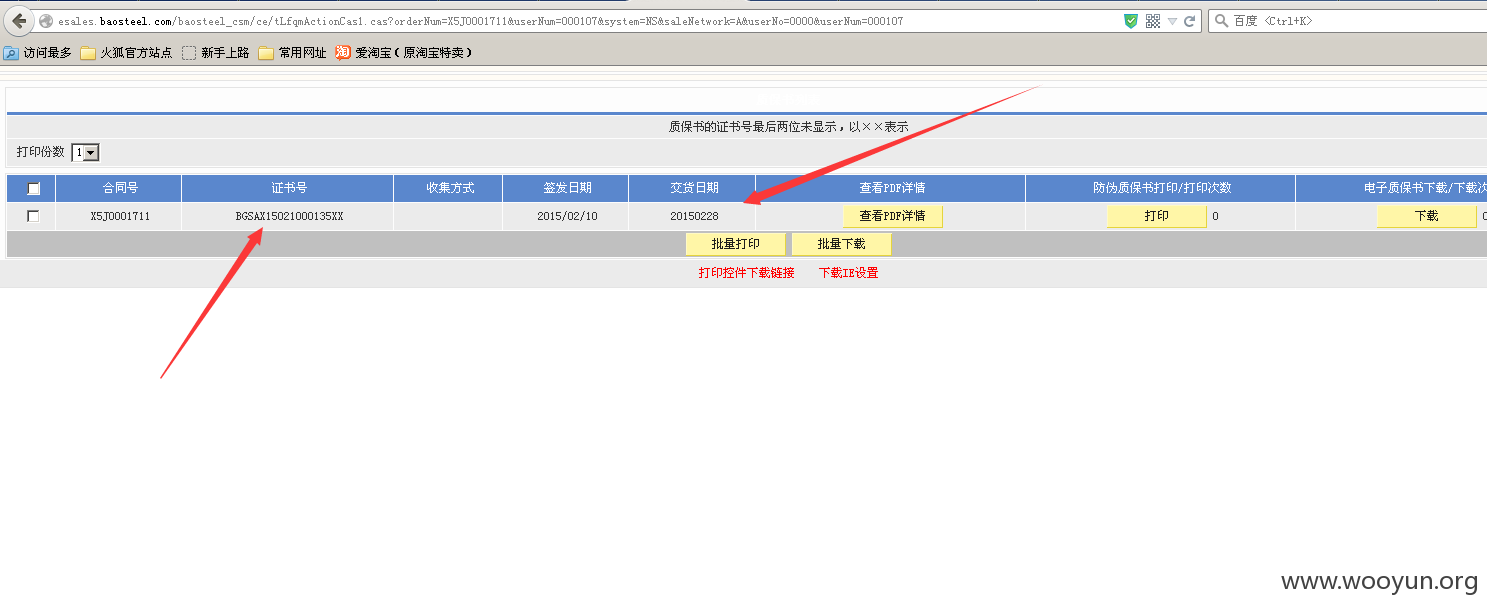 esales.baosteel.com/baosteel_csm/ce/tLfqmActionCas1.cas?orderNum=X5J0001711&userNum=000107&system=NS&saleNetwork=A&userNo=0000&userNum=000107
百度 <Ctrl+K>
访问最多 火狐官方站点 新手上路 常用网址 淘 爱淘宝(原淘宝特卖)
质保书的证书号最后两位未显示,以××表示
打印份数 1
合同号 证书号 收集方式 签发日期 交货日期 查看PDF详情 防伪质保书打印/打印次数 电子质保书下载/下载次
X5J0001711 BGSAX15021000135XX 2015/02/10 20150228 查看PDF详情 打印 0 下载 0
批量打印 批量下载
打印控件下载链接 下载IE设置
www.wooyun.org